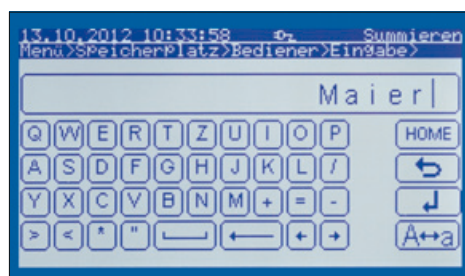 13.10.2012 10:33:58 Summieren
Menü>Speicherplatz>Bediener>Eingabe>
Maier
Q W E R T Z U I O P HOME
A S D F G H J K L /
Y X C V B N M + = -
> < * " A↔a